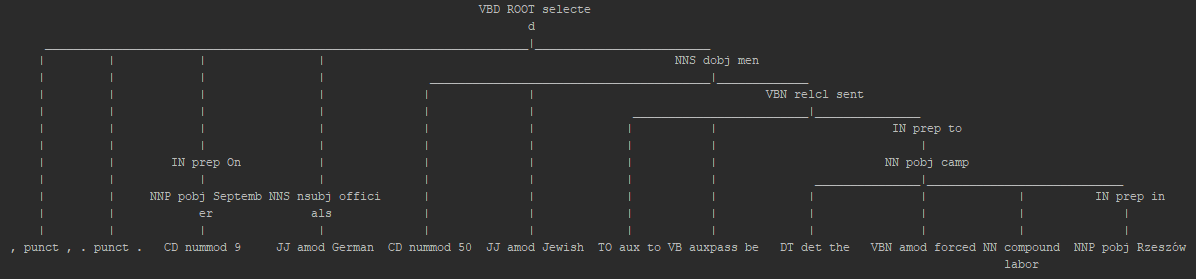 VBD ROOT selecte
d
NNS dobj men
VBN relcl sent
IN prep to
IN prep On NN pobj camp
NNP pobj Septemb NNS nsubj offici IN prep in
er als
, punct , . punct . CD nummod 9 JJ amod German CD nummod 50 JJ amod Jewish TO aux to VB auxpass be DT det the VBN amod forced NN compound NNP pobj Rzeszów
labor